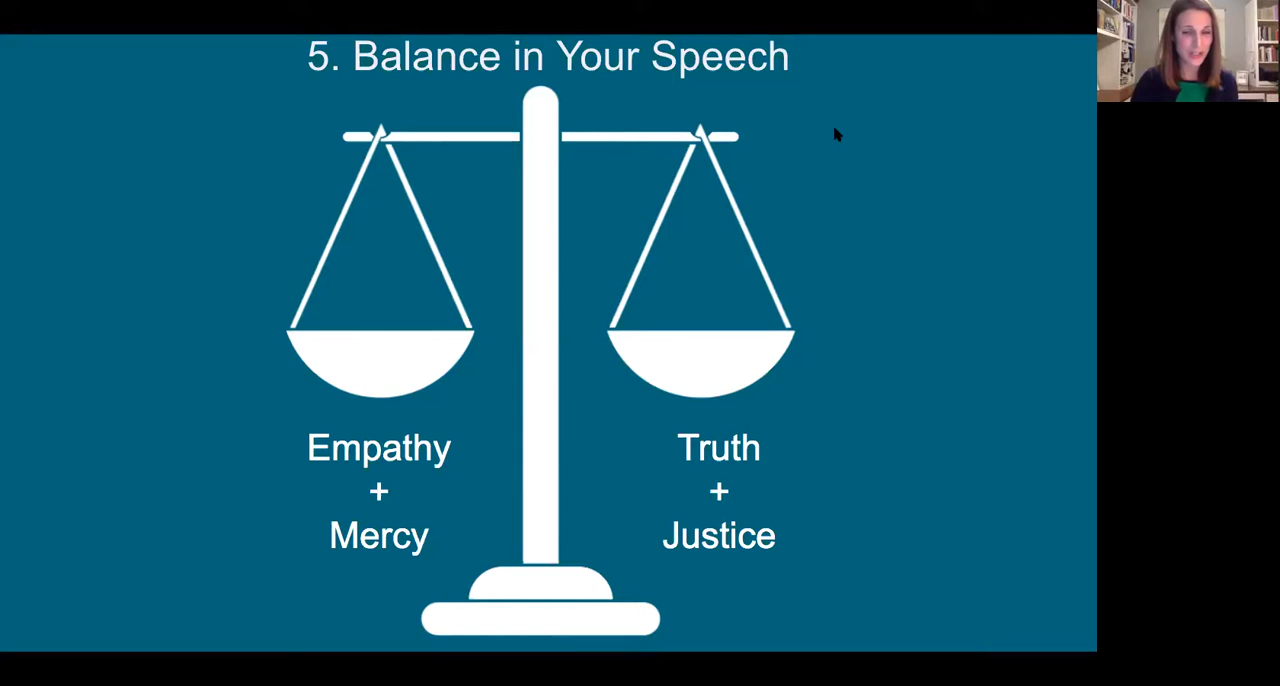 5. Balance in Your Speech
Empathy
+
Mercy
Truth
+
Justice